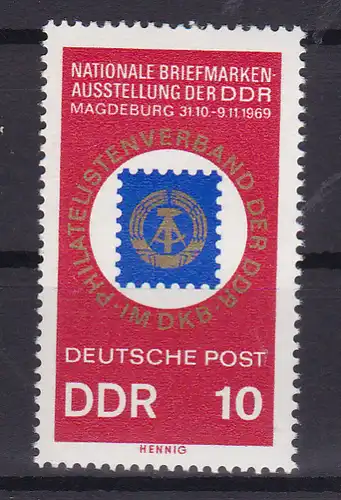 NATIONALE BRIEFMARKEN-
AUSSTELLUNG DER DDR
MAGDEBURG 31.10.-9.11.1969
PHILATELISTENVERBAND DER DDR · IM DKB ·
DEUTSCHE POST
DDR 10
HENNIG